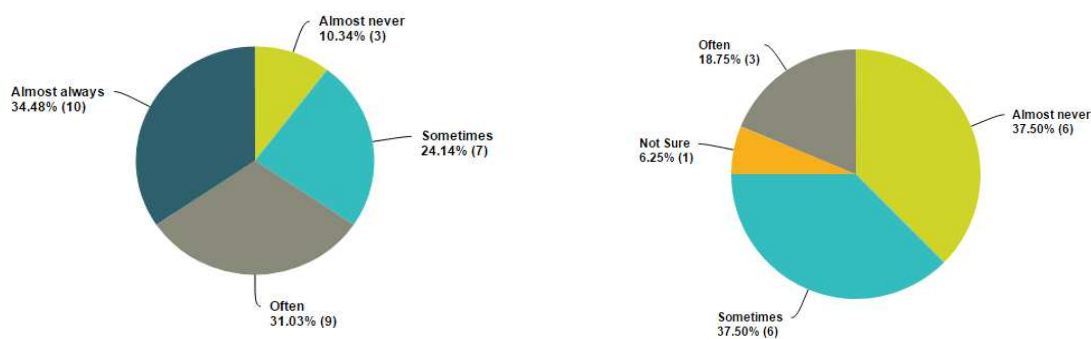 Almost never
10.34% (3)
Almost always
34.48% (10)
Sometimes
24.14% (7)
Often
31.03% (9)
Often
18.75% (3)
Almost never
37.50% (6)
Not Sure
6.25% (1)
Sometimes
37.50% (6)